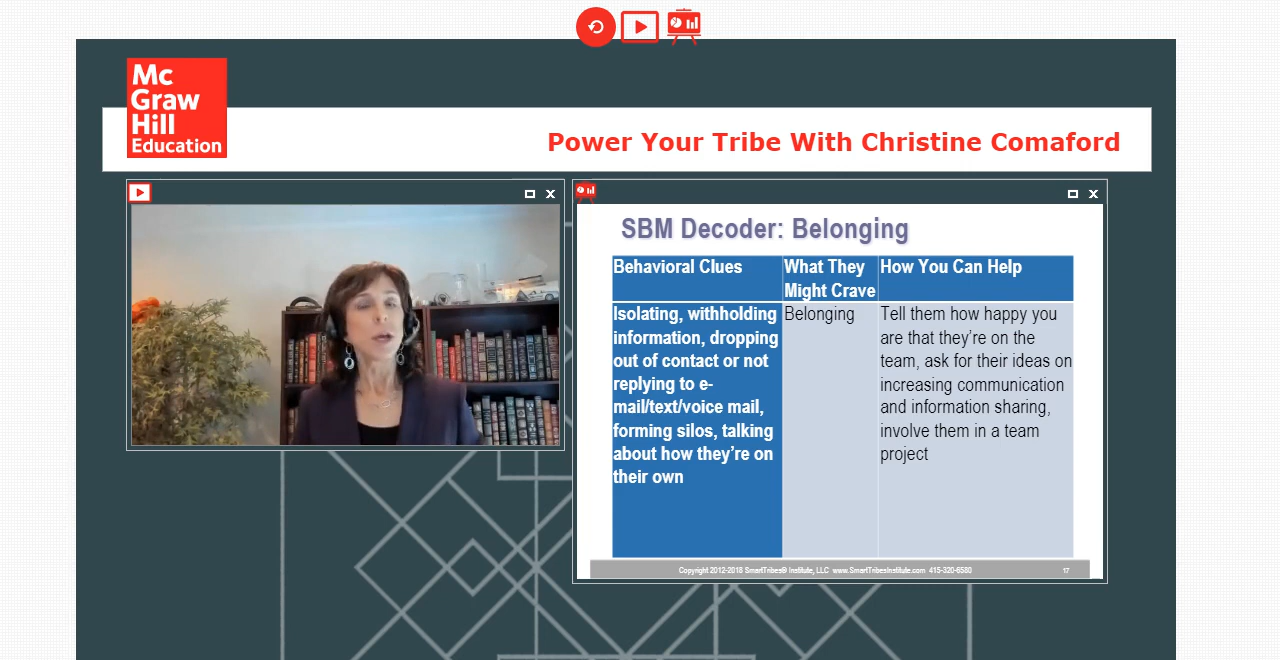 Mc
Graw
Hill
Education
Power Your Tribe With Christine Comaford
SBM Decoder: Belonging
Behavioral Clues
What They
Might Crave
How You Can Help
Isolating, withholding
information, dropping
out of contact or not
replying to e-
mail/text/voice mail,
forming silos, talking
about how they’re on
their own
Belonging
Tell them how happy you
are that they’re on the
team, ask for their ideas on
increasing communication
and information sharing,
involve them in a team
project
Copyright 2012-2018 SmartTribes® Institute, LLC www.SmartTribesInstitute.com 415-320-6580
17